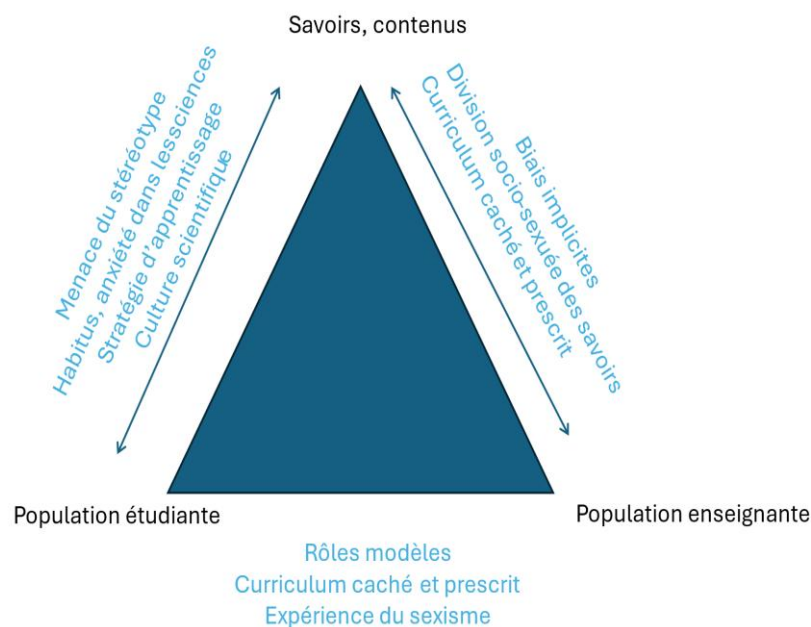 Savoirs, contenus
Menace du stéréotype
Habitus, anxiété dans lessciences
Stratégie d'apprentissage
Culture scientifique
Biais implicites
Division socio-sexuée des savoirs
Curriculum caché et prescrit
Population étudiante
Population enseignante
Rôles modèles
Curriculum caché et prescrit
Expérience du sexisme